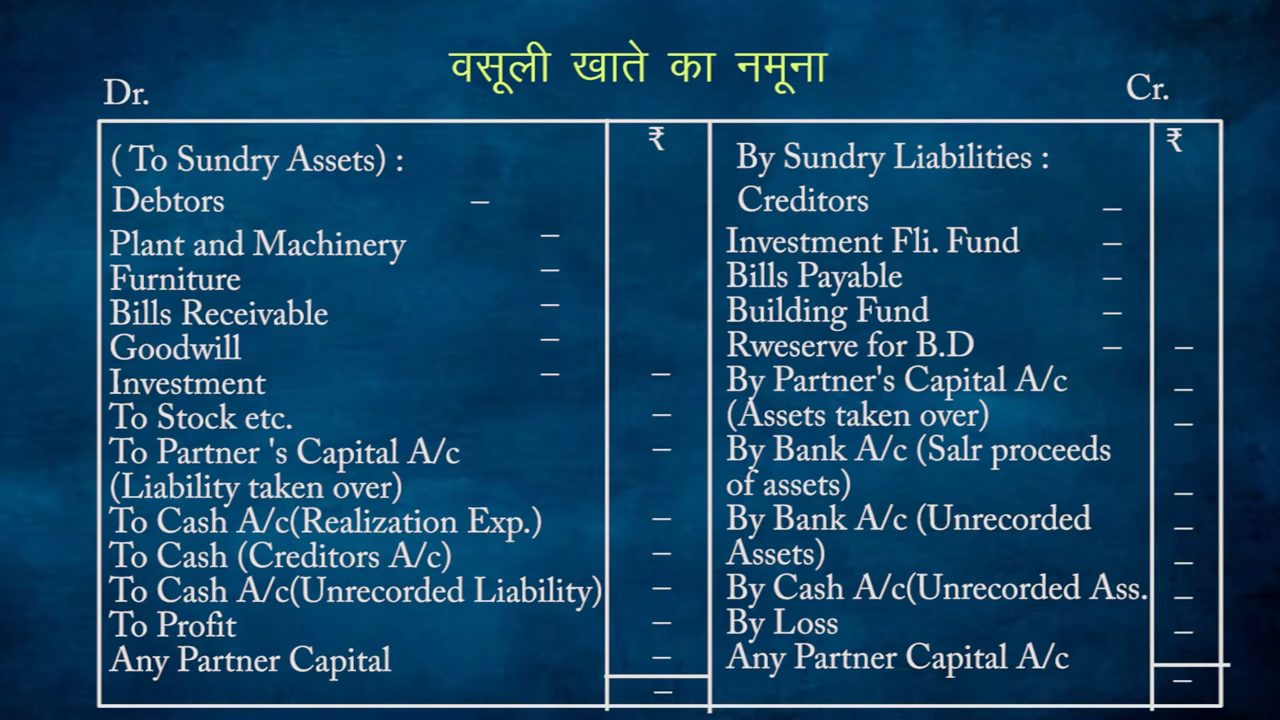 वसूली खाते का नमूना
Dr.
Cr.
₹
( To Sundry Assets) :
Debtors –
Plant and Machinery –
Furniture –
Bills Receivable –
Goodwill –
Investment – –
To Stock etc. –
To Partner 's Capital A/c –
(Liability taken over)
To Cash A/c(Realization Exp.) –
To Cash (Creditors A/c) –
To Cash A/c(Unrecorded Liability) –
To Profit –
Any Partner Capital –
–
₹
By Sundry Liabilities :
Creditors –
Investment Fli. Fund –
Bills Payable –
Building Fund –
Rweserve for B.D – –
By Partner's Capital A/c –
(Assets taken over) –
By Bank A/c (Salr proceeds
of assets) –
By Bank A/c (Unrecorded –
Assets) –
By Cash A/c(Unrecorded Ass. –
By Loss –
Any Partner Capital A/c
–